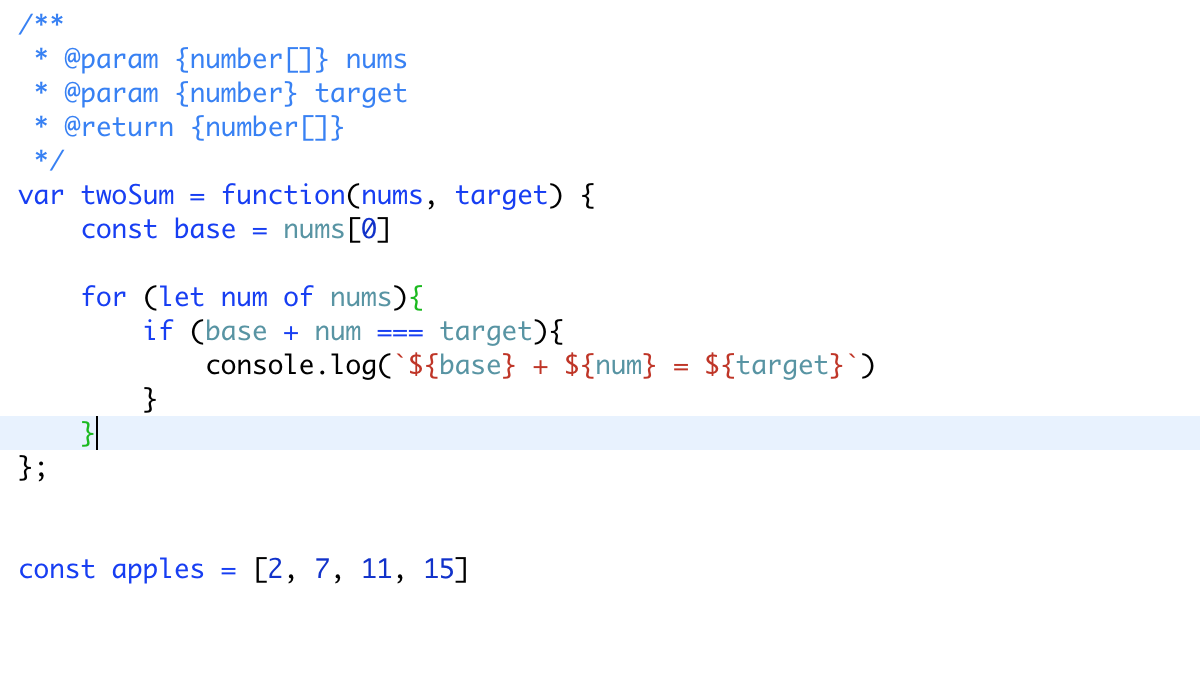 /**
 * @param {number[]} nums
 * @param {number} target
 * @return {number[]}
 */
var twoSum = function(nums, target) {
    const base = nums[0]

    for (let num of nums){
        if (base + num === target){
            console.log(`${base} + ${num} = ${target}`)
        }
    }
};

const apples = [2, 7, 11, 15]